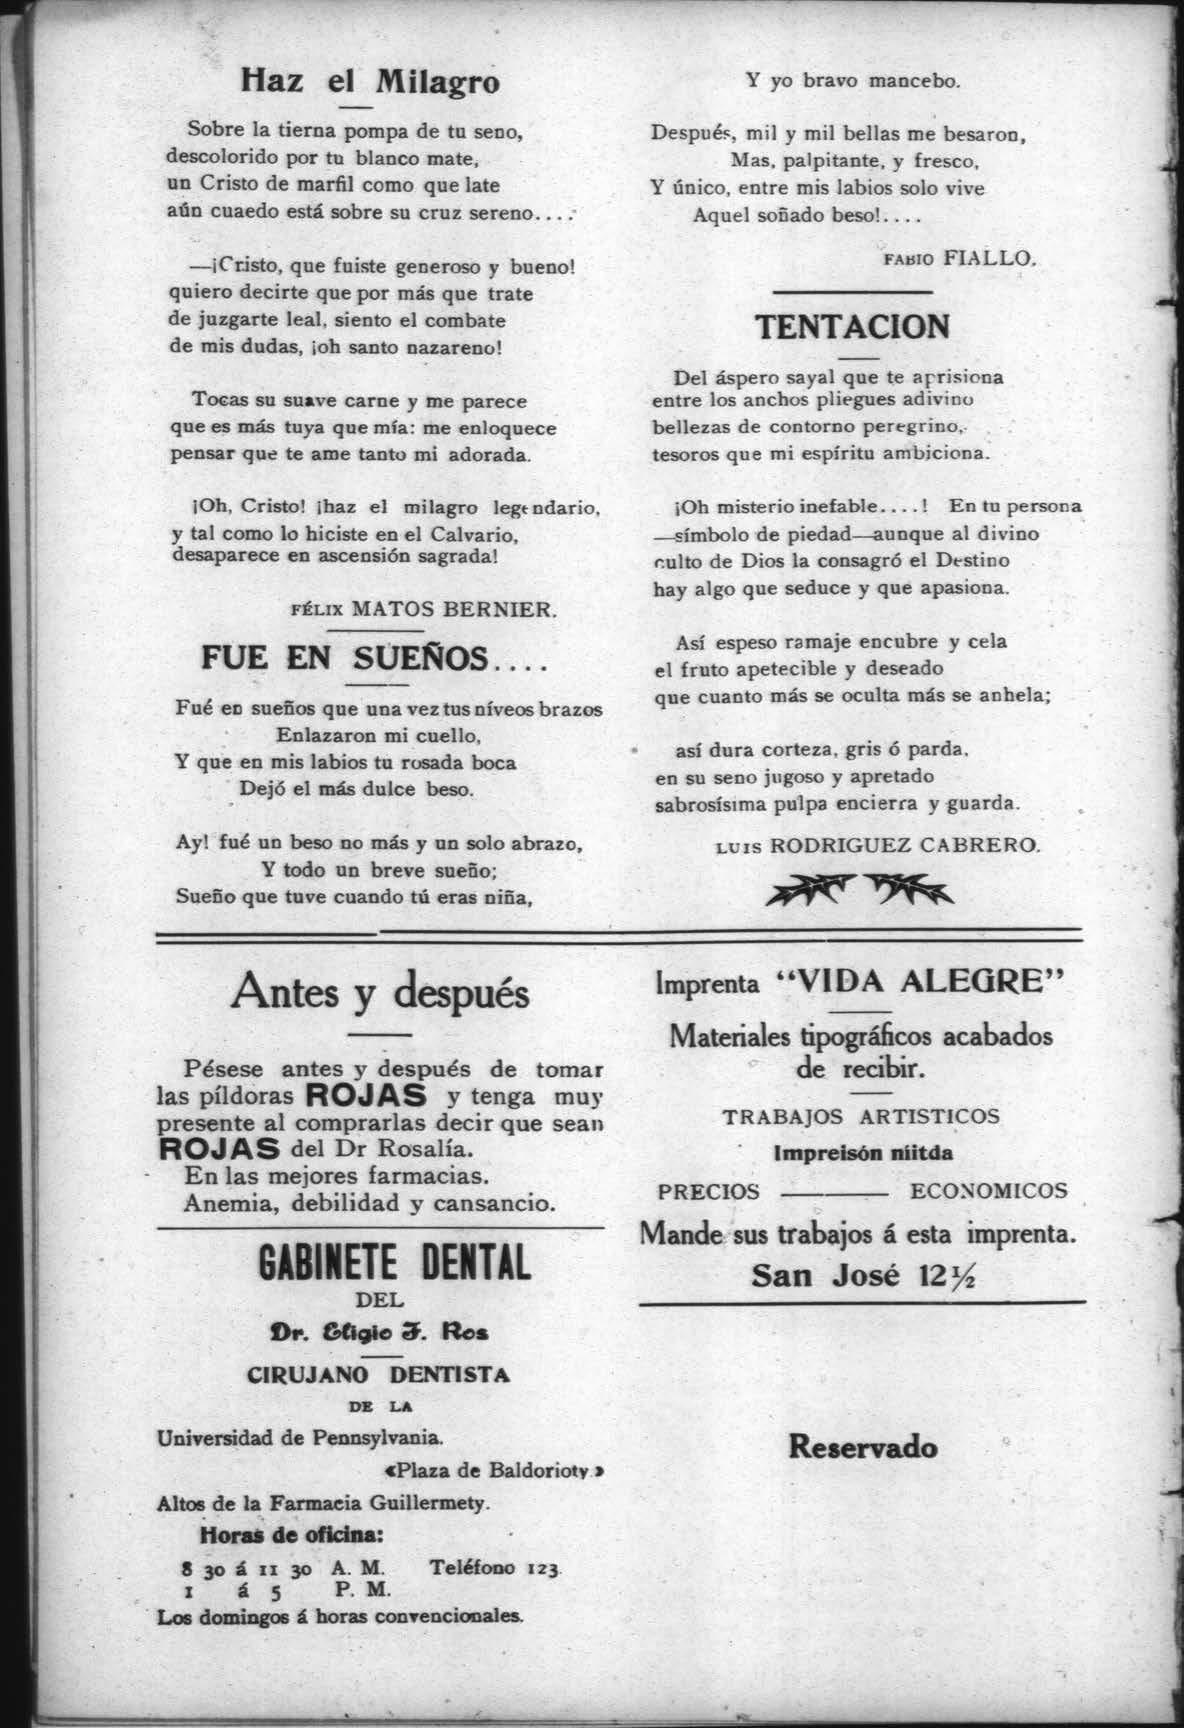 Haz el Milagro
Sobre la tierna pompa de tu seno,
descolorido por tu blanco mate,
un Cristo de marfil como que late
aún cuaedo está sobre su cruz sereno....
—¡Cristo, que fuiste generoso y bueno!
quiero decirte que por más que trate
de juzgarte leal, siento el combate
de mis dudas, ¡oh santo nazareno!
Tocas su suave carne y me parece
que es más tuya que mía: me enloquece
pensar que te ame tanto mi adorada.
¡Oh, Cristo! ¡haz el milagro legendario,
y tal como lo hiciste en el Calvario,
desaparece en ascensión sagrada!
FÉLIX MATOS BERNIER.
FUE EN SUEÑOS....
Fué en sueños que una vez tus níveos brazos
Enlazaron mi cuello,
Y que en mis labios tu rosada boca
Dejó el más dulce beso.
Ay! fué un beso no más y un solo abrazo,
Y todo un breve sueño;
Sueño que tuve cuando tú eras niña,
Y yo bravo mancebo.
Después, mil y mil bellas me besaron,
Mas, palpitante, y fresco,
Y único, entre mis labios solo vive
Aquel soñado beso!....
FABIO FIALLO.
TENTACION
Del áspero sayal que te aprisiona
entre los anchos pliegues adivino
bellezas de contorno peregrino,
tesoros que mi espíritu ambiciona.
¡Oh misterio inefable....! En tu persona
—símbolo de piedad—aunque al divino
culto de Dios la consagró el Destino
hay algo que seduce y que apasiona.
Así espeso ramaje encubre y cela
el fruto apetecible y deseado
que cuanto más se oculta más se anhela;
así dura corteza, gris ó parda,
en su seno jugoso y apretado
sabrosísima pulpa encierra y guarda.
LUIS RODRIGUEZ CABRERO.
Antes y después
Pésese antes y después de tomar
las píldoras ROJAS y tenga muy
presente al comprarlas decir que sean
ROJAS del Dr Rosalía.
En las mejores farmacias.
Anemia, debilidad y cansancio.
GABINETE DENTAL
DEL
Dr. Eligio F. Ros
CIRUJANO DENTISTA
DE LA
Universidad de Pennsylvania.
«Plaza de Baldorioty.»
Altos de la Farmacia Guillermety.
Horas de oficina:
8 30 á 11 30 A. M. Teléfono 123.
1 á 5 P. M.
Los domingos á horas convencionales.
Imprenta “VIDA ALEGRE”
Materiales tipográficos acabados
de recibir.
TRABAJOS ARTISTICOS
Impreisón níitda
PRECIOS ——— ECONOMICOS
Mande sus trabajos á esta imprenta.
San José 12½
Reservado